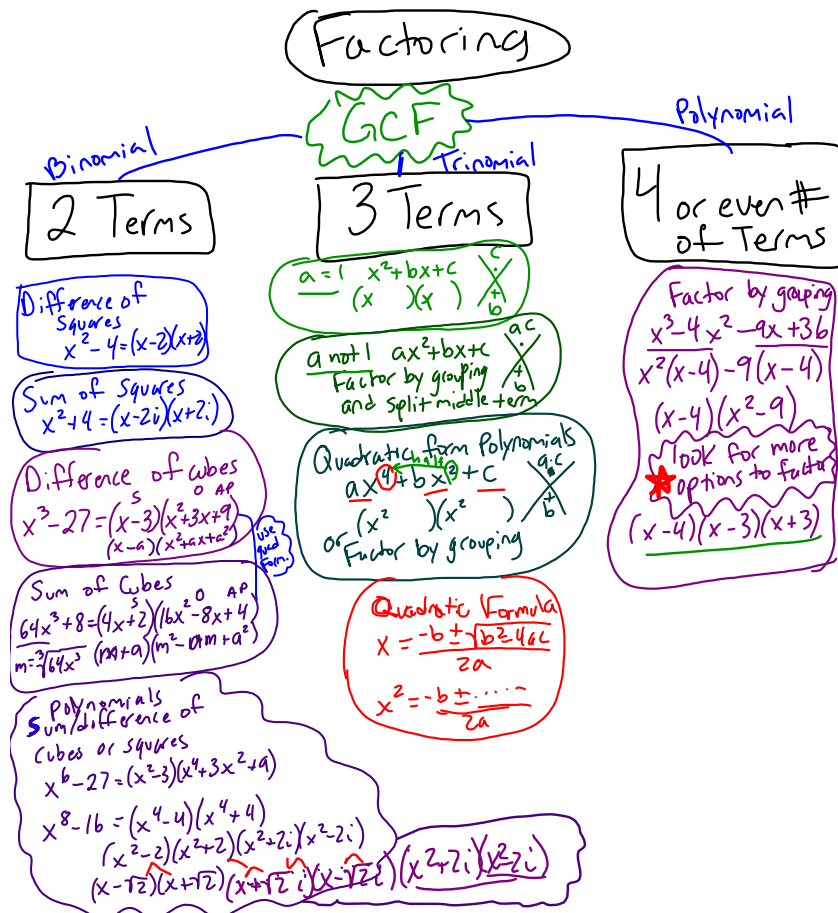 Factoring
GCF
Binomial
Trinomial
Polynomial
2 Terms
3 Terms
4 or even #
of Terms
Difference of
Squares
x² - 4 = (x-2)(x+2)
Sum of Squares
x² + 4 = (x-2i)(x+2i)
Difference of cubes
S O AP
x³ - 27 = (x-3)(x²+3x+9)
(x-a)(x²+ax+a²)
use
quad
Form.
Sum of Cubes
S O AP
64x³ + 8 = (4x+2)(16x²-8x+4)
m = ∛64x³ (m+a)(m²-am+a²)
Polynomials
Sum/difference of
cubes or squares
x⁶ - 27 = (x²-3)(x⁴+3x²+9)
x⁸ - 16 = (x⁴-4)(x⁴+4)
(x²-2)(x²+2)(x²+2i)(x²-2i)
(x-√2)(x+√2)(x+√2 i)(x-√2 i)(x²+2i)(x²-2i)
a = 1 x²+bx+c
(x )(x )
c
·
+
b
a not 1 ax²+bx+c
Factor by grouping
and split middle term
ac
·
+
b
Quadratic form Polynomials
half
ax⁴+bx²+c
(x² )(x² )
a·c
+
b
or
Factor by grouping
Quadratic Formula
x = -b ± √b²-4ac
2a
x² = -b ± ......
2a
Factor by grouping
x³-4x²-9x+36
x²(x-4)-9(x-4)
(x-4)(x²-9)
look for more
options to factor
(x-4)(x-3)(x+3)